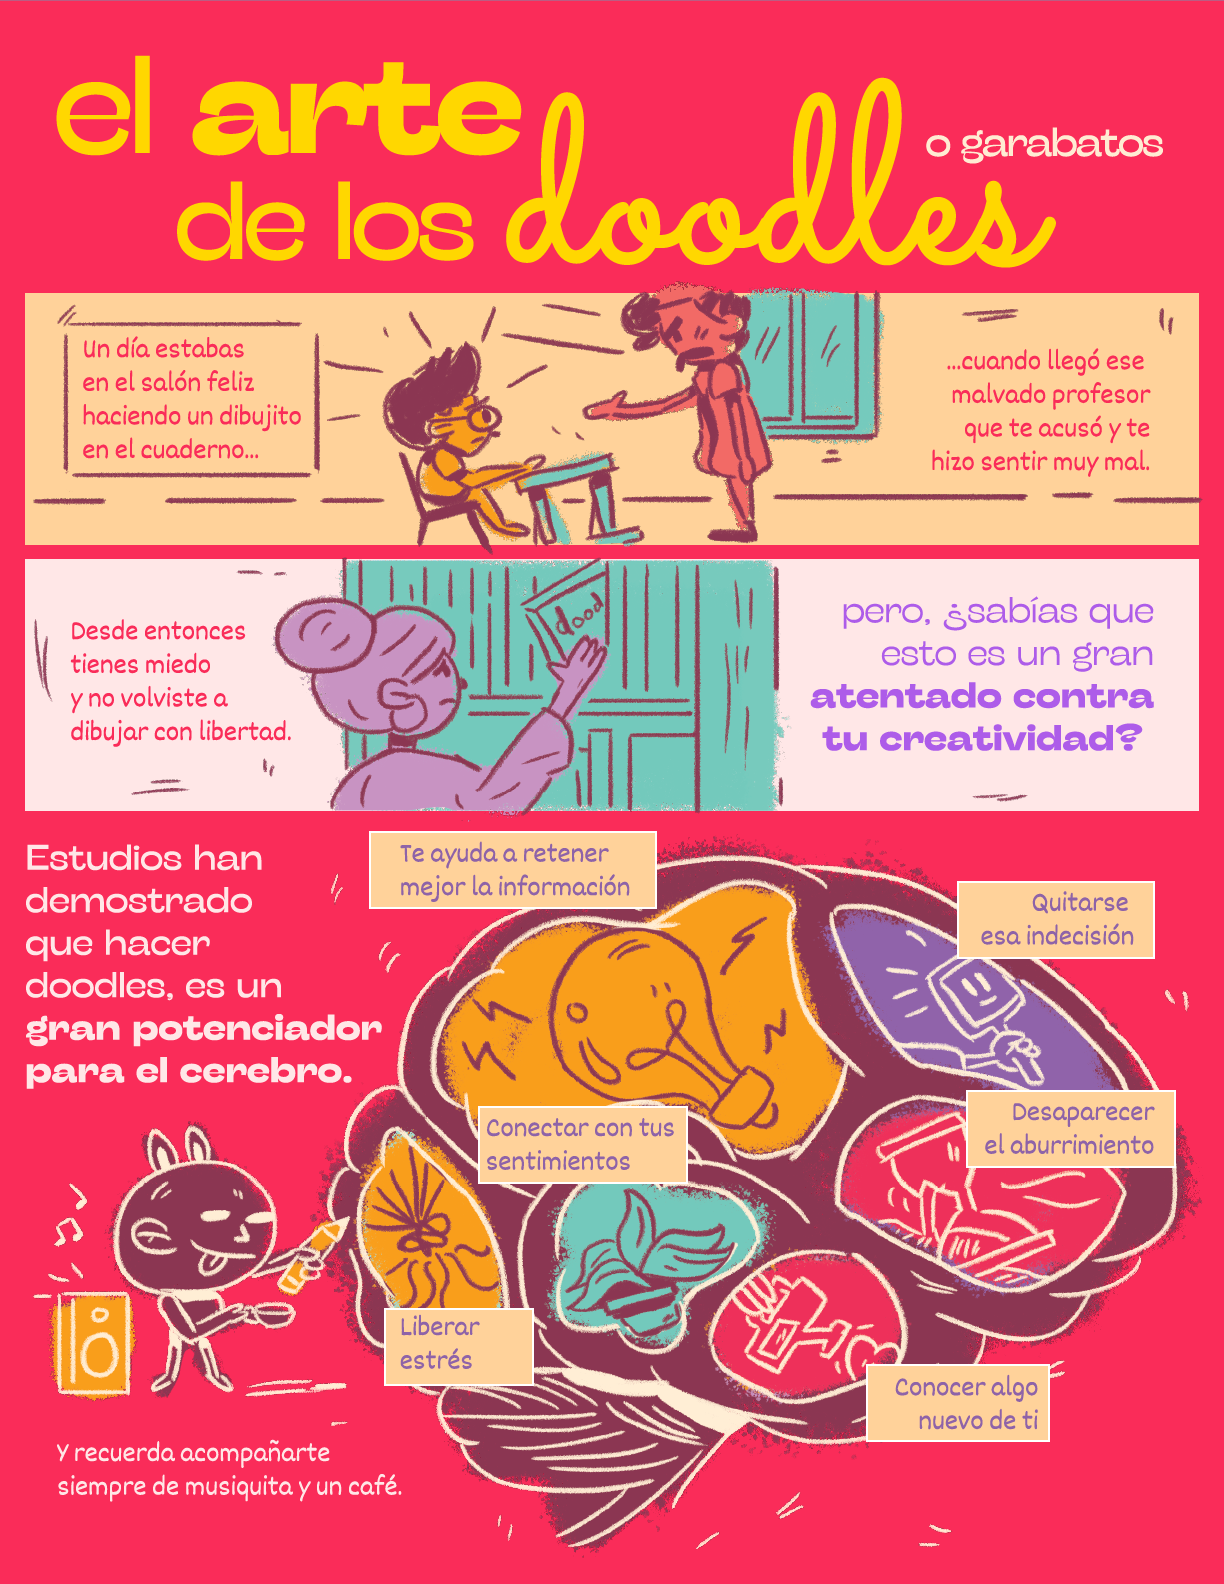 el arte
de los doodles
o garabatos
Un día estabas
en el salón feliz
haciendo un dibujito
en el cuaderno...
...cuando llegó ese
malvado profesor
que te acusó y te
hizo sentir muy mal.
Desde entonces
tienes miedo
y no volviste a
dibujar con libertad.
dood
pero, ¿sabías que
esto es un gran
atentado contra
tu creatividad?
Estudios han
demostrado
que hacer
doodles, es un
gran potenciador
para el cerebro.
Te ayuda a retener
mejor la información
Quitarse
esa indecisión
Conectar con tus
sentimientos
Desaparecer
el aburrimiento
Liberar
estrés
Conocer algo
nuevo de ti
Y recuerda acompañarte
siempre de musiquita y un café.